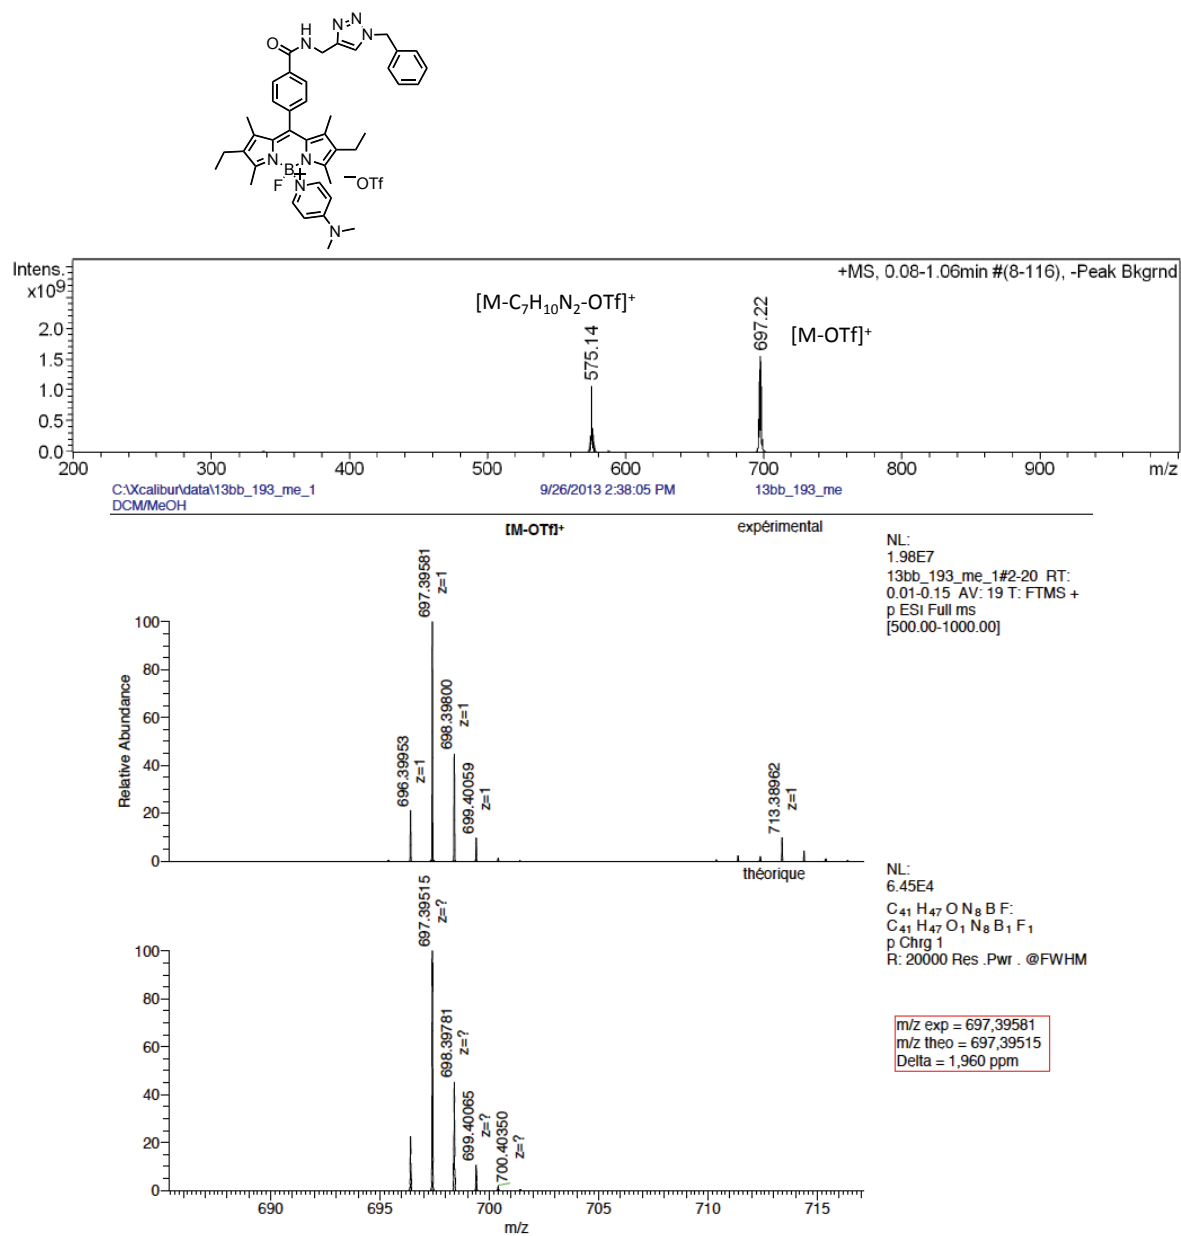 H
N
O
N
N
N
N
B
N
F
+
N
−OTf
N
Intens.
x10⁹
+MS, 0.08-1.06min #(8-116), -Peak Bkgrnd
[M-C₇H₁₀N₂-OTf]⁺
575.14
697.22
[M-OTf]⁺
2.0
1.5
1.0
0.5
0.0
200 300 400 500 600 700 800 900 m/z
C:\Xcalibur\data\13bb_193_me_1 9/26/2013 2:38:05 PM 13bb_193_me
DCM/MeOH
[M-OTf]⁺ expérimental
NL:
1.98E7
13bb_193_me_1#2-20 RT:
0.01-0.15 AV: 19 T: FTMS +
p ESI Full ms
[500.00-1000.00]
697.39581
z=1
698.39800
z=1
696.39953
z=1
699.40059
z=1
713.38962
z=1
100
80
60
40
20
0
Relative Abundance
théorique
NL:
6.45E4
C₄₁ H₄₇ O N₈ B F:
C₄₁ H₄₇ O₁ N₈ B₁ F₁
p Chrg 1
R: 20000 Res .Pwr . @FWHM
697.39515
z=?
698.39781
z=?
699.40065
z=?
700.40350
z=?
100
80
60
40
20
0
m/z exp = 697,39581
m/z theo = 697,39515
Delta = 1,960 ppm
690 695 700 705 710 715
m/z